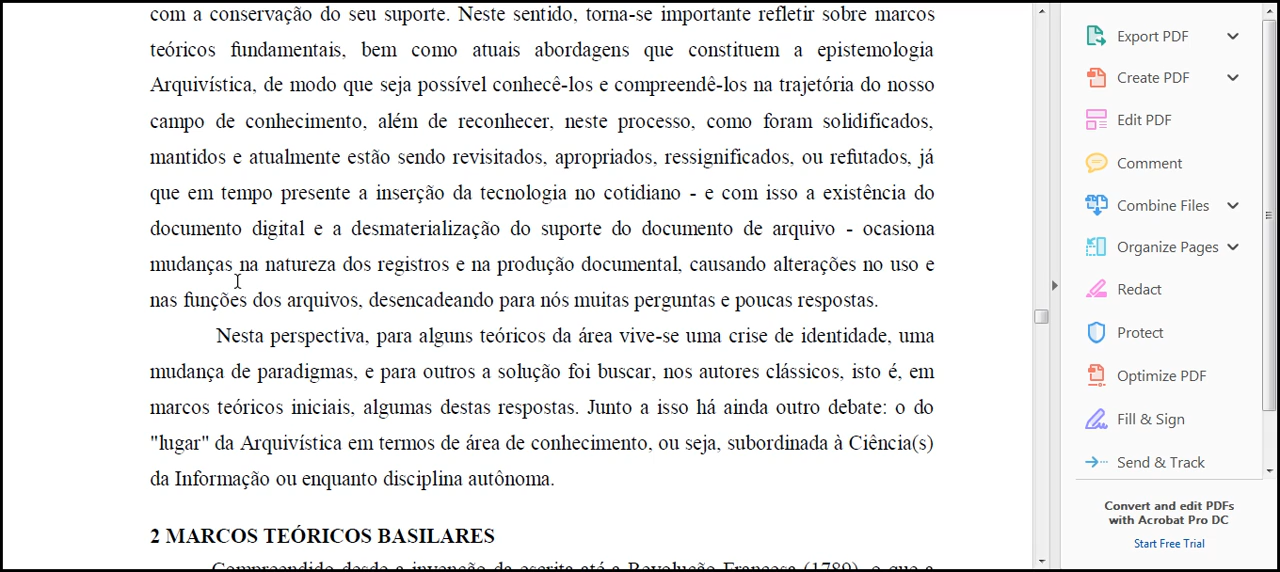 com a conservação do seu suporte. Neste sentido, torna-se importante refletir sobre marcos
teóricos fundamentais, bem como atuais abordagens que constituem a epistemologia
Arquivística, de modo que seja possível conhecê-los e compreendê-los na trajetória do nosso
campo de conhecimento, além de reconhecer, neste processo, como foram solidificados,
mantidos e atualmente estão sendo revisitados, apropriados, ressignificados, ou refutados, já
que em tempo presente a inserção da tecnologia no cotidiano - e com isso a existência do
documento digital e a desmaterialização do suporte do documento de arquivo - ocasiona
mudanças na natureza dos registros e na produção documental, causando alterações no uso e
nas funções dos arquivos, desencadeando para nós muitas perguntas e poucas respostas.
Nesta perspectiva, para alguns teóricos da área vive-se uma crise de identidade, uma
mudança de paradigmas, e para outros a solução foi buscar, nos autores clássicos, isto é, em
marcos teóricos iniciais, algumas destas respostas. Junto a isso há ainda outro debate: o do
"lugar" da Arquivística em termos de área de conhecimento, ou seja, subordinada à Ciência(s)
da Informação ou enquanto disciplina autônoma.
2 MARCOS TEÓRICOS BASILARES
Compreendido desde a invenção da escrita até a Revolução Francesa (1789), o que a
Export PDF
Create PDF
Edit PDF
Comment
Combine Files
Organize Pages
Redact
Protect
Optimize PDF
Fill & Sign
Send & Track
Convert and edit PDFs
with Acrobat Pro DC
Start Free Trial